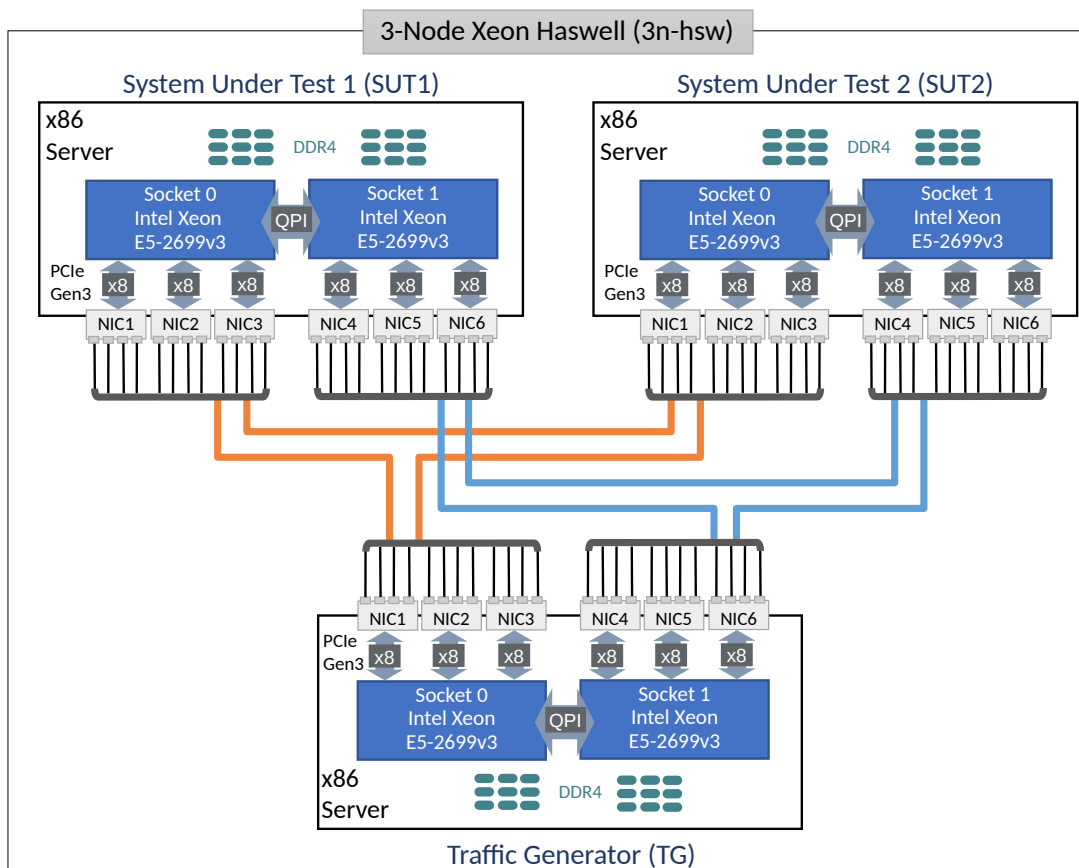 3-Node Xeon Haswell (3n-hsw)
System Under Test 1 (SUT1)
x86
Server
DDR4
Socket 0
Intel Xeon
E5-2699v3
QPI
Socket 1
Intel Xeon
E5-2699v3
PCIe
Gen3
x8
x8
x8
x8
x8
x8
NIC1
NIC2
NIC3
NIC4
NIC5
NIC6
System Under Test 2 (SUT2)
x86
Server
DDR4
Socket 0
Intel Xeon
E5-2699v3
QPI
Socket 1
Intel Xeon
E5-2699v3
PCIe
Gen3
x8
x8
x8
x8
x8
x8
NIC1
NIC2
NIC3
NIC4
NIC5
NIC6
NIC1
NIC2
NIC3
NIC4
NIC5
NIC6
PCIe
Gen3
x8
x8
x8
x8
x8
x8
Socket 0
Intel Xeon
E5-2699v3
QPI
Socket 1
Intel Xeon
E5-2699v3
x86
Server
DDR4
Traffic Generator (TG)